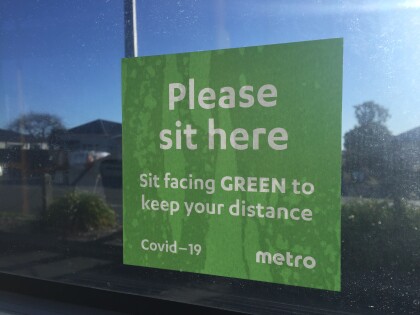 Please
sit here
Sit facing GREEN to
keep your distance
Covid-19
metro